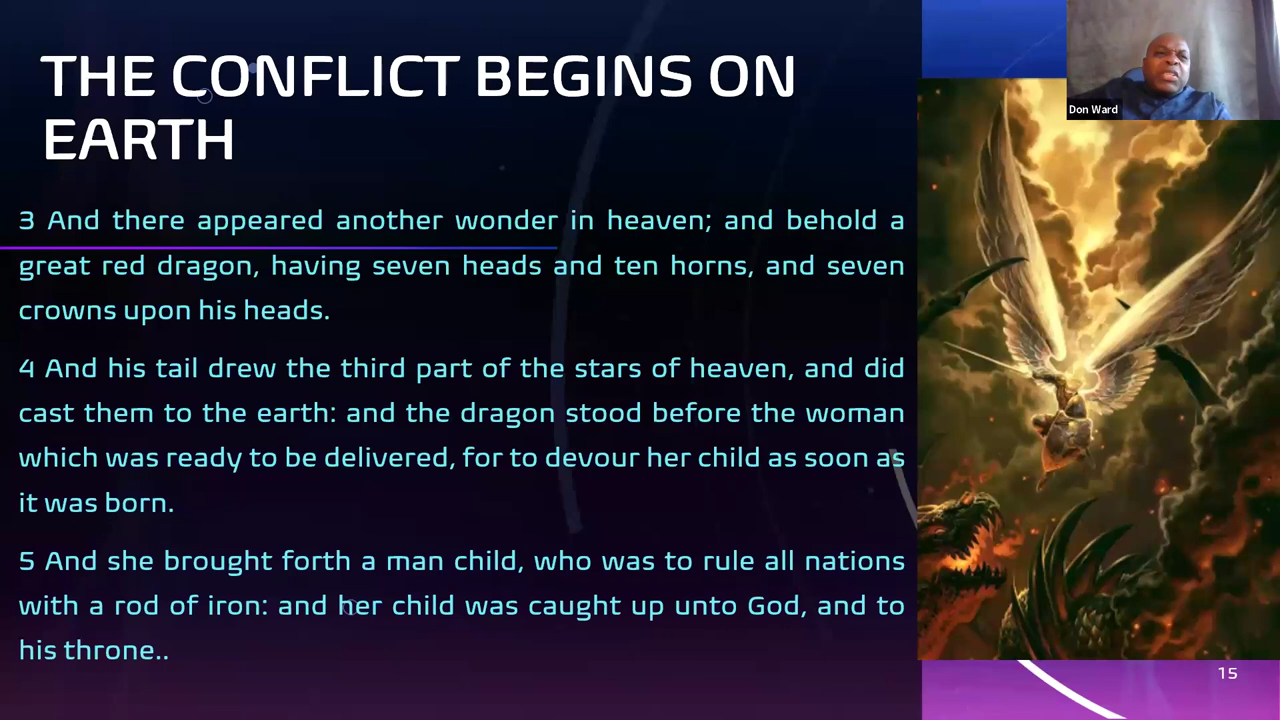 THE CONFLICT BEGINS ON
EARTH
Don Ward
3 And there appeared another wonder in heaven; and behold a
great red dragon, having seven heads and ten horns, and seven
crowns upon his heads.
4 And his tail drew the third part of the stars of heaven, and did
cast them to the earth: and the dragon stood before the woman
which was ready to be delivered, for to devour her child as soon as
it was born.
5 And she brought forth a man child, who was to rule all nations
with a rod of iron: and her child was caught up unto God, and to
his throne..
15